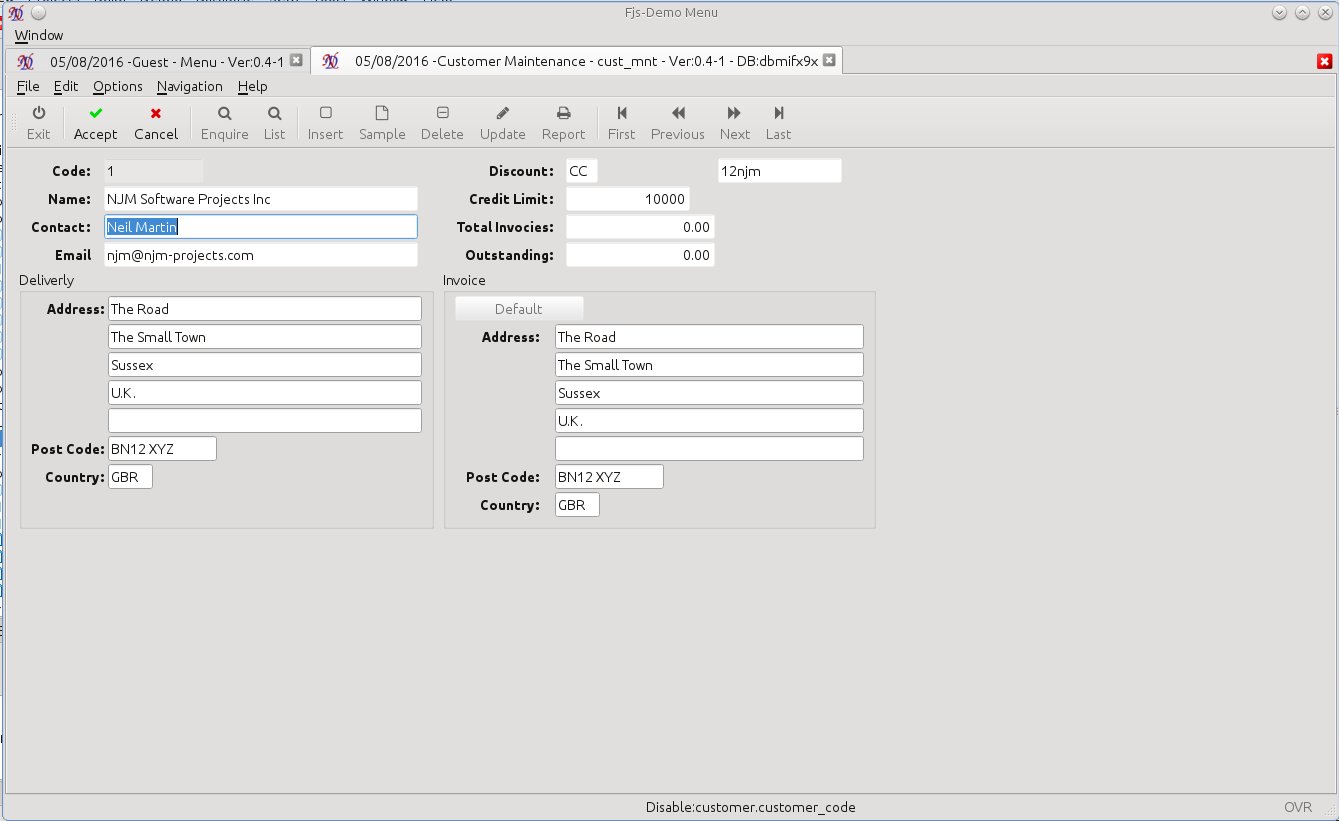 Fjs-Demo Menu
Window
05/08/2016 -Guest - Menu - Ver:0.4-1 05/08/2016 -Customer Maintenance - cust_mnt - Ver:0.4-1 - DB:dbmifx9x
File Edit Options Navigation Help
Exit Accept Cancel Enquire List Insert Sample Delete Update Report First Previous Next Last
Code: 1 Discount: CC 12njm
Name: NJM Software Projects Inc Credit Limit: 10000
Contact: Neil Martin Total Invocies: 0.00
Email njm@njm-projects.com Outstanding: 0.00
Deliverly Invoice
Address: The Road Default
The Small Town Address: The Road
Sussex The Small Town
U.K. Sussex
U.K.
Post Code: BN12 XYZ
Country: GBR Post Code: BN12 XYZ
Country: GBR
Disable:customer.customer_code OVR